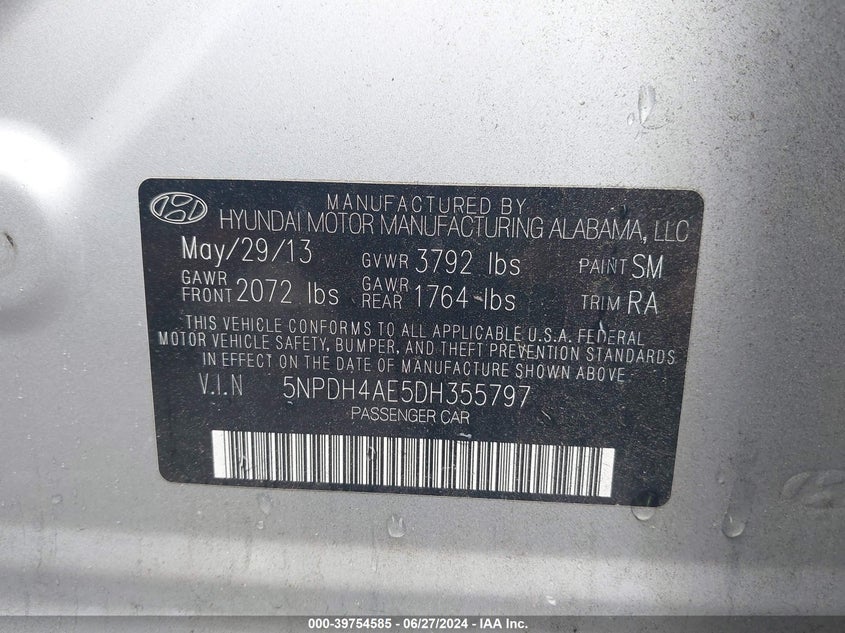 MANUFACTURED BY
HYUNDAI MOTOR MANUFACTURING ALABAMA, LLC
May/29/13 GVWR 3792 lbs PAINT SM
GAWR FRONT 2072 lbs GAWR REAR 1764 lbs TRIM RA
THIS VEHICLE CONFORMS TO ALL APPLICABLE U.S.A. FEDERAL
MOTOR VEHICLE SAFETY, BUMPER, AND THEFT PREVENTION STANDARDS
IN EFFECT ON THE DATE OF MANUFACTURE SHOWN ABOVE.
V.I.N 5NPDH4AE5DH355797
PASSENGER CAR
000-39754585 - 06/27/2024 - IAA Inc.